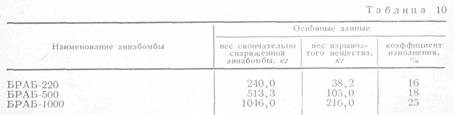 Таблица 10
Основные данные
Наименование авиабомбы
вес окончательно снаряженной авиабомбы, кг
вес взрывчатого вещества, кг
коэффициент наполнения, %
БРАБ-220 240,0 38,2 16
БРАБ-500 513,3 105,0 18
БРАБ-1000 1046,0 216,0 25